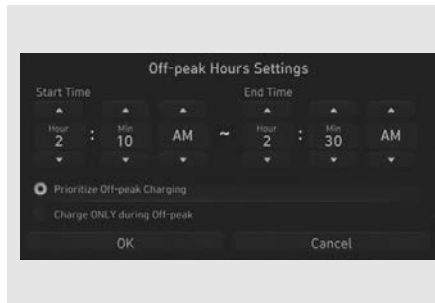 Off-peak Hours Settings
Start Time End Time
Hour Min Hour Min
2 : 10 AM ~ 2 : 30 AM
Prioritize Off-peak Charging
Charge ONLY during Off-peak
OK Cancel